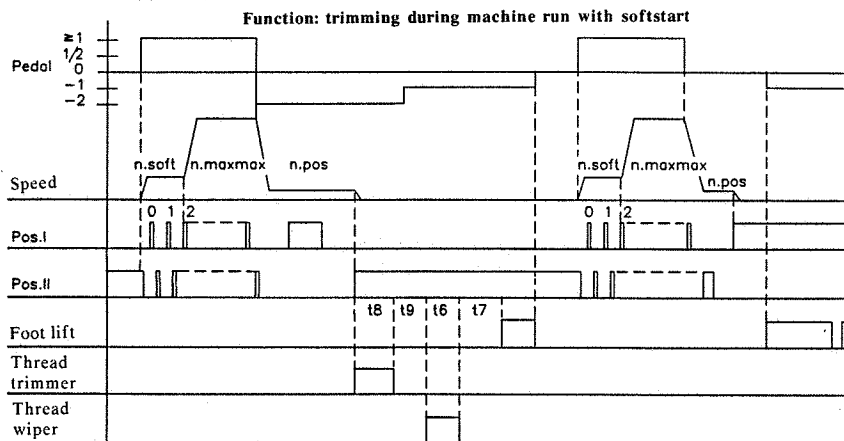 Function: trimming during machine run with softstart
≥1
1/2
Pedal 0
−1
−2
n.soft n.maxmax n.pos n.soft n.maxmax n.pos
Speed
0 1 2 0 1 2
Pos.I
Pos.II
t8 t9 t6 t7
Foot lift
Thread
trimmer
Thread
wiper